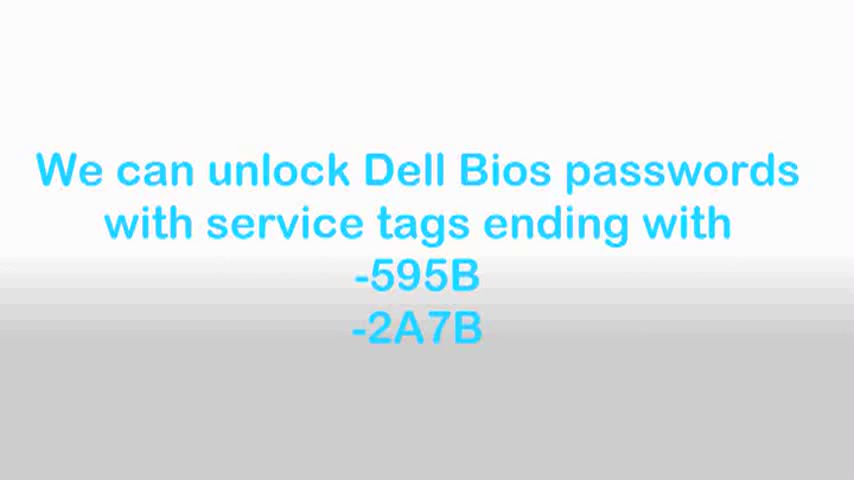 We can unlock Dell Bios passwords
with service tags ending with
-595B
-2A7B